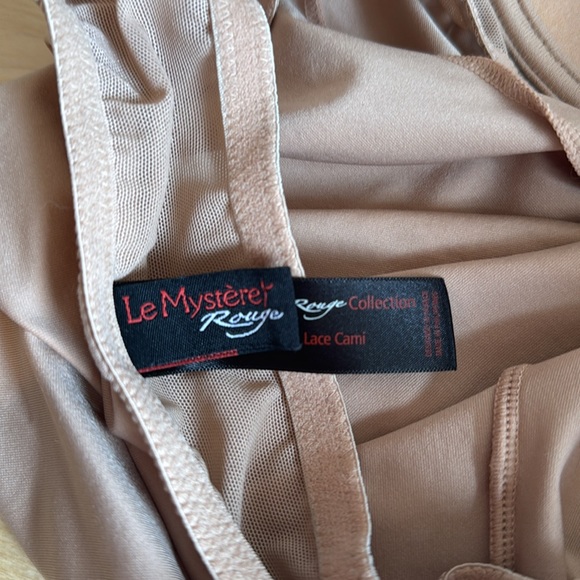 Le Mystère
Rouge
Rouge Collection
Lace Cami